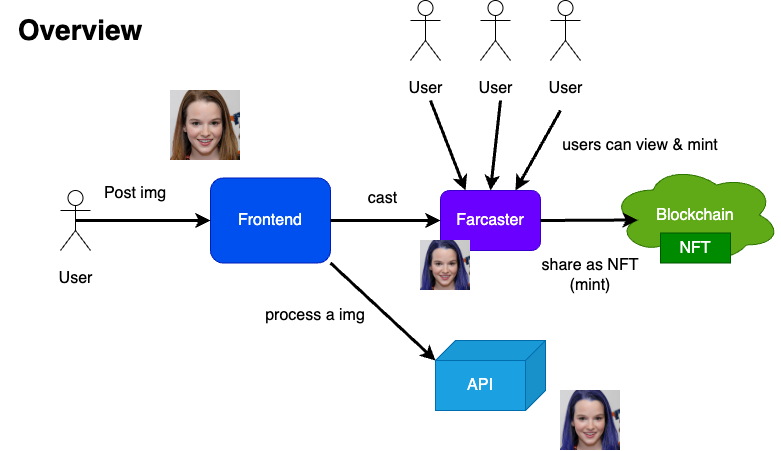 Overview
User
User
User
users can view & mint
Post img
cast
Frontend
Farcaster
Blockchain
NFT
User
share as NFT
(mint)
process a img
API